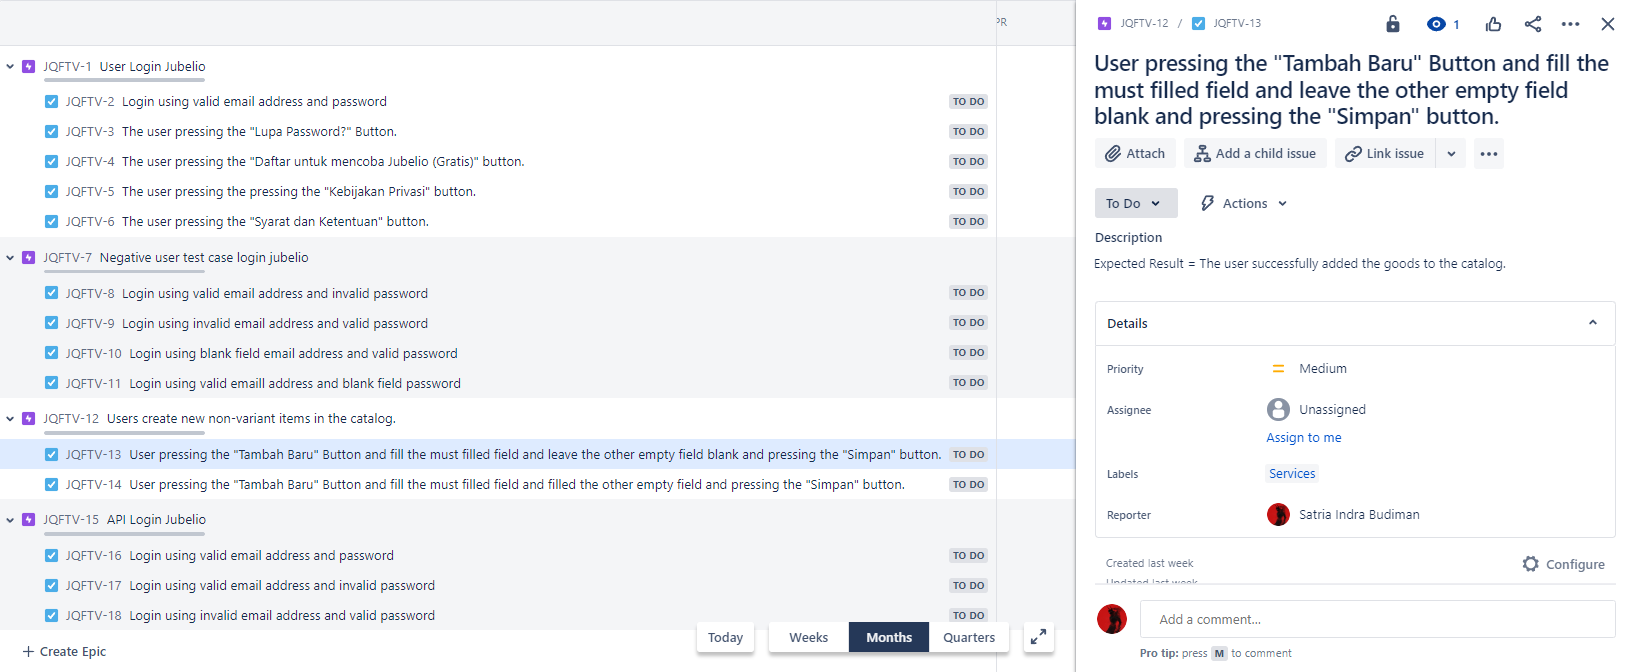 PR
JQFTV-1 User Login Jubelio
JQFTV-2 Login using valid email address and password TO DO
JQFTV-3 The user pressing the "Lupa Password?" Button. TO DO
JQFTV-4 The user pressing the "Daftar untuk mencoba Jubelio (Gratis)" button. TO DO
JQFTV-5 The user pressing the pressing the "Kebijakan Privasi" button. TO DO
JQFTV-6 The user pressing the "Syarat dan Ketentuan" button. TO DO
JQFTV-7 Negative user test case login jubelio
JQFTV-8 Login using valid email address and invalid password TO DO
JQFTV-9 Login using invalid email address and valid password TO DO
JQFTV-10 Login using blank field email address and valid password TO DO
JQFTV-11 Login using valid emaill address and blank field password TO DO
JQFTV-12 Users create new non-variant items in the catalog.
JQFTV-13 User pressing the "Tambah Baru" Button and fill the must filled field and leave the other empty field blank and pressing the "Simpan" button. TO DO
JQFTV-14 User pressing the "Tambah Baru" Button and fill the must filled field and filled the other empty field and pressing the "Simpan" button. TO DO
JQFTV-15 API Login Jubelio
JQFTV-16 Login using valid email address and password TO DO
JQFTV-17 Login using valid email address and invalid password TO DO
JQFTV-18 Login using invalid email address and valid password TO DO
Today Weeks Months Quarters
+ Create Epic
JQFTV-12 / JQFTV-13 1
User pressing the "Tambah Baru" Button and fill the
must filled field and leave the other empty field
blank and pressing the "Simpan" button.
Attach Add a child issue Link issue
To Do Actions
Description
Expected Result = The user successfully added the goods to the catalog.
Details
Priority Medium
Assignee Unassigned
Assign to me
Labels Services
Reporter Satria Indra Budiman
Created last week Configure
Updated last week
Add a comment...
Pro tip: press M to comment